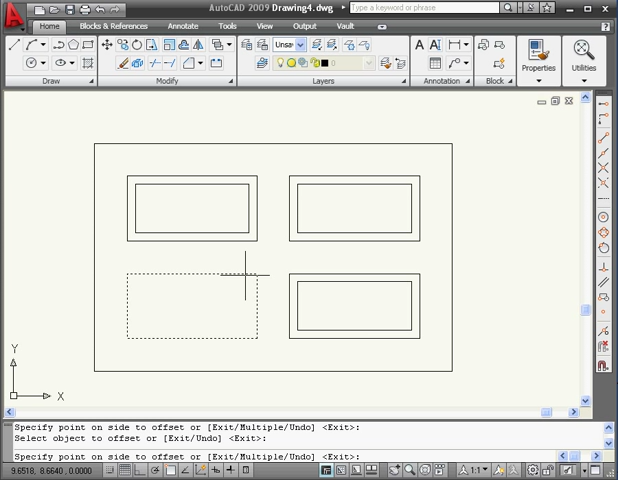 AutoCAD 2009 Drawing4.dwg
Type a keyword or phrase
Home
Blocks & References
Annotate
Tools
View
Output
Vault
Unsav
0
Properties
Utilities
Draw
Modify
Layers
Annotation
Block
Y
X
Specify point on side to offset or [Exit/Multiple/Undo] <Exit>:
Select object to offset or [Exit/Undo] <Exit>:
Specify point on side to offset or [Exit/Multiple/Undo] <Exit>:
9.6518, 8.6640, 0.0000
1:1